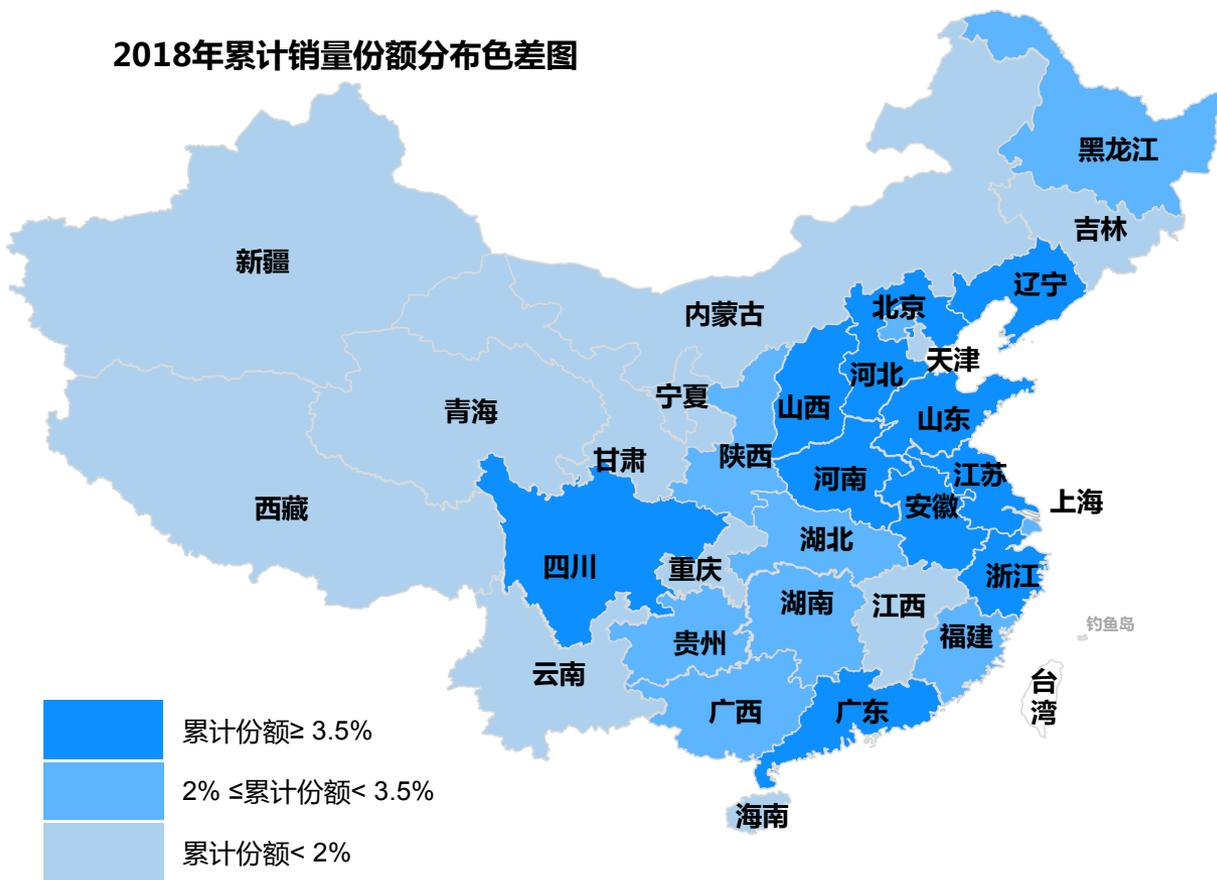 2018年累计销量份额分布色差图
黑龙江
吉林
新疆
辽宁
北京
内蒙古
天津
河北
宁夏
山西
青海
山东
陕西
甘肃
江苏
河南
上海
西藏
安徽
湖北
四川
重庆
浙江
湖南
江西
钓鱼岛
福建
贵州
云南
台
湾
广西
广东
累计份额≥ 3.5%
2% ≤累计份额< 3.5%
海南
累计份额< 2%